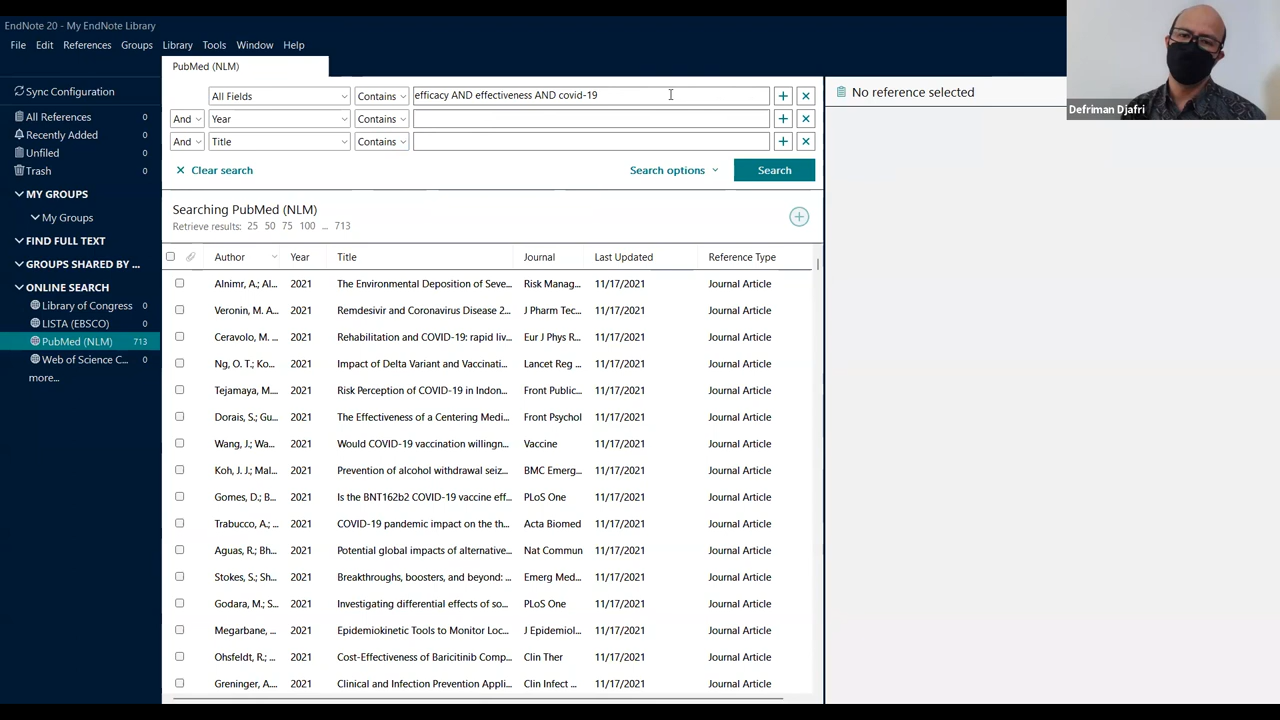 EndNote 20 - My EndNote Library
File Edit References Groups Library Tools Window Help
Sync Configuration
All References 0
Recently Added 0
Unfiled 0
Trash 0
MY GROUPS
My Groups
FIND FULL TEXT
GROUPS SHARED BY ...
ONLINE SEARCH
Library of Congress 0
LISTA (EBSCO) 0
PubMed (NLM) 713
Web of Science C... 0
more...
PubMed (NLM)
All Fields Contains efficacy AND effectiveness AND covid-19
And Year Contains
And Title Contains
Clear search Search options Search
Searching PubMed (NLM)
Retrieve results: 25 50 75 100 ... 713
Author Year Title Journal Last Updated Reference Type
Alnimr, A.; Al... 2021 The Environmental Deposition of Seve... Risk Manag... 11/17/2021 Journal Article
Veronin, M. A... 2021 Remdesivir and Coronavirus Disease 2... J Pharm Tec... 11/17/2021 Journal Article
Ceravolo, M. ... 2021 Rehabilitation and COVID-19: rapid liv... Eur J Phys R... 11/17/2021 Journal Article
Ng, O. T.; Ko... 2021 Impact of Delta Variant and Vaccinati... Lancet Reg ... 11/17/2021 Journal Article
Tejamaya, M.... 2021 Risk Perception of COVID-19 in Indon... Front Public... 11/17/2021 Journal Article
Dorais, S.; Gu... 2021 The Effectiveness of a Centering Medi... Front Psychol 11/17/2021 Journal Article
Wang, J.; Wa... 2021 Would COVID-19 vaccination willingn... Vaccine 11/17/2021 Journal Article
Koh, J. J.; Mal... 2021 Prevention of alcohol withdrawal seiz... BMC Emerg... 11/17/2021 Journal Article
Gomes, D.; B... 2021 Is the BNT162b2 COVID-19 vaccine eff... PLoS One 11/17/2021 Journal Article
Trabucco, A.; ... 2021 COVID-19 pandemic impact on the th... Acta Biomed 11/17/2021 Journal Article
Aguas, R.; Bh... 2021 Potential global impacts of alternative... Nat Commun 11/17/2021 Journal Article
Stokes, S.; Sh... 2021 Breakthroughs, boosters, and beyond: ... Emerg Med... 11/17/2021 Journal Article
Godara, M.; S... 2021 Investigating differential effects of so... PLoS One 11/17/2021 Journal Article
Megarbane, ... 2021 Epidemiokinetic Tools to Monitor Loc... J Epidemiol... 11/17/2021 Journal Article
Ohsfeldt, R.; ... 2021 Cost-Effectiveness of Baricitinib Comp... Clin Ther 11/17/2021 Journal Article
Greninger, A.... 2021 Clinical and Infection Prevention Appli... Clin Infect ... 11/17/2021 Journal Article
No reference selected
Defriman Djafri